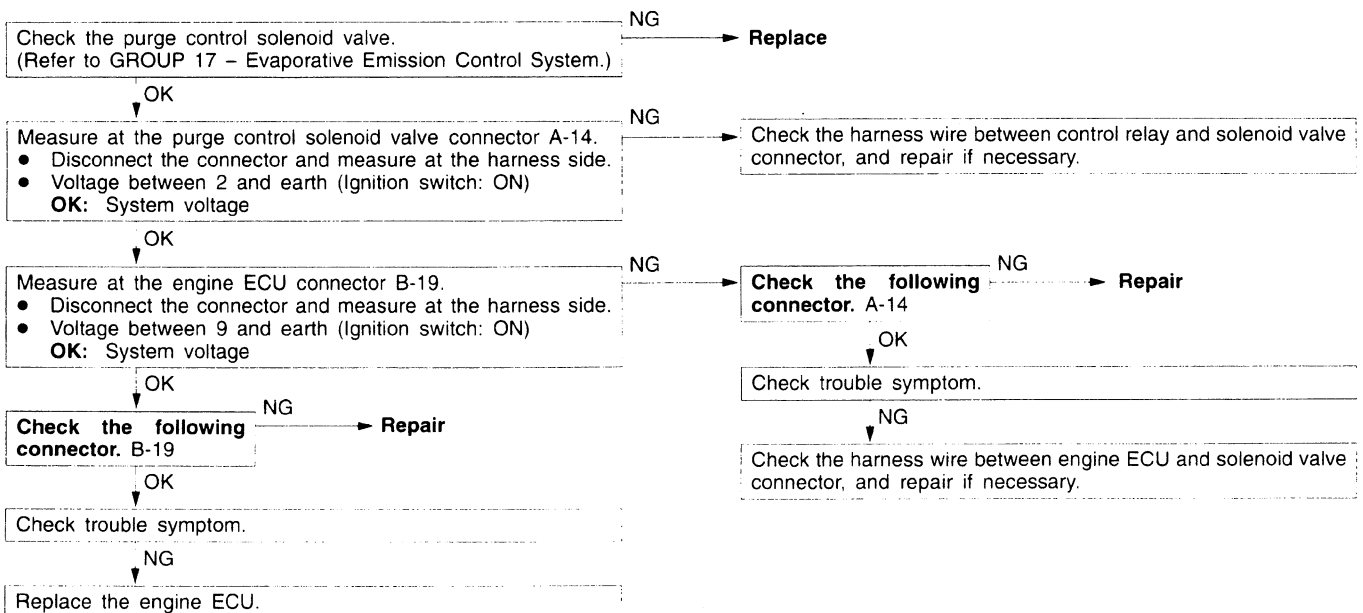 NG
Check the purge control solenoid valve.
(Refer to GROUP 17 – Evaporative Emission Control System.)
Replace
OK
Measure at the purge control solenoid valve connector A-14.
● Disconnect the connector and measure at the harness side.
● Voltage between 2 and earth (Ignition switch: ON)
OK: System voltage
NG
Check the harness wire between control relay and solenoid valve
connector, and repair if necessary.
OK
Measure at the engine ECU connector B-19.
● Disconnect the connector and measure at the harness side.
● Voltage between 9 and earth (Ignition switch: ON)
OK: System voltage
NG
Check the following
connector. A-14
NG
Repair
OK
Check trouble symptom.
NG
Check the harness wire between engine ECU and solenoid valve
connector, and repair if necessary.
OK
Check the following
connector. B-19
NG
Repair
OK
Check trouble symptom.
NG
Replace the engine ECU.